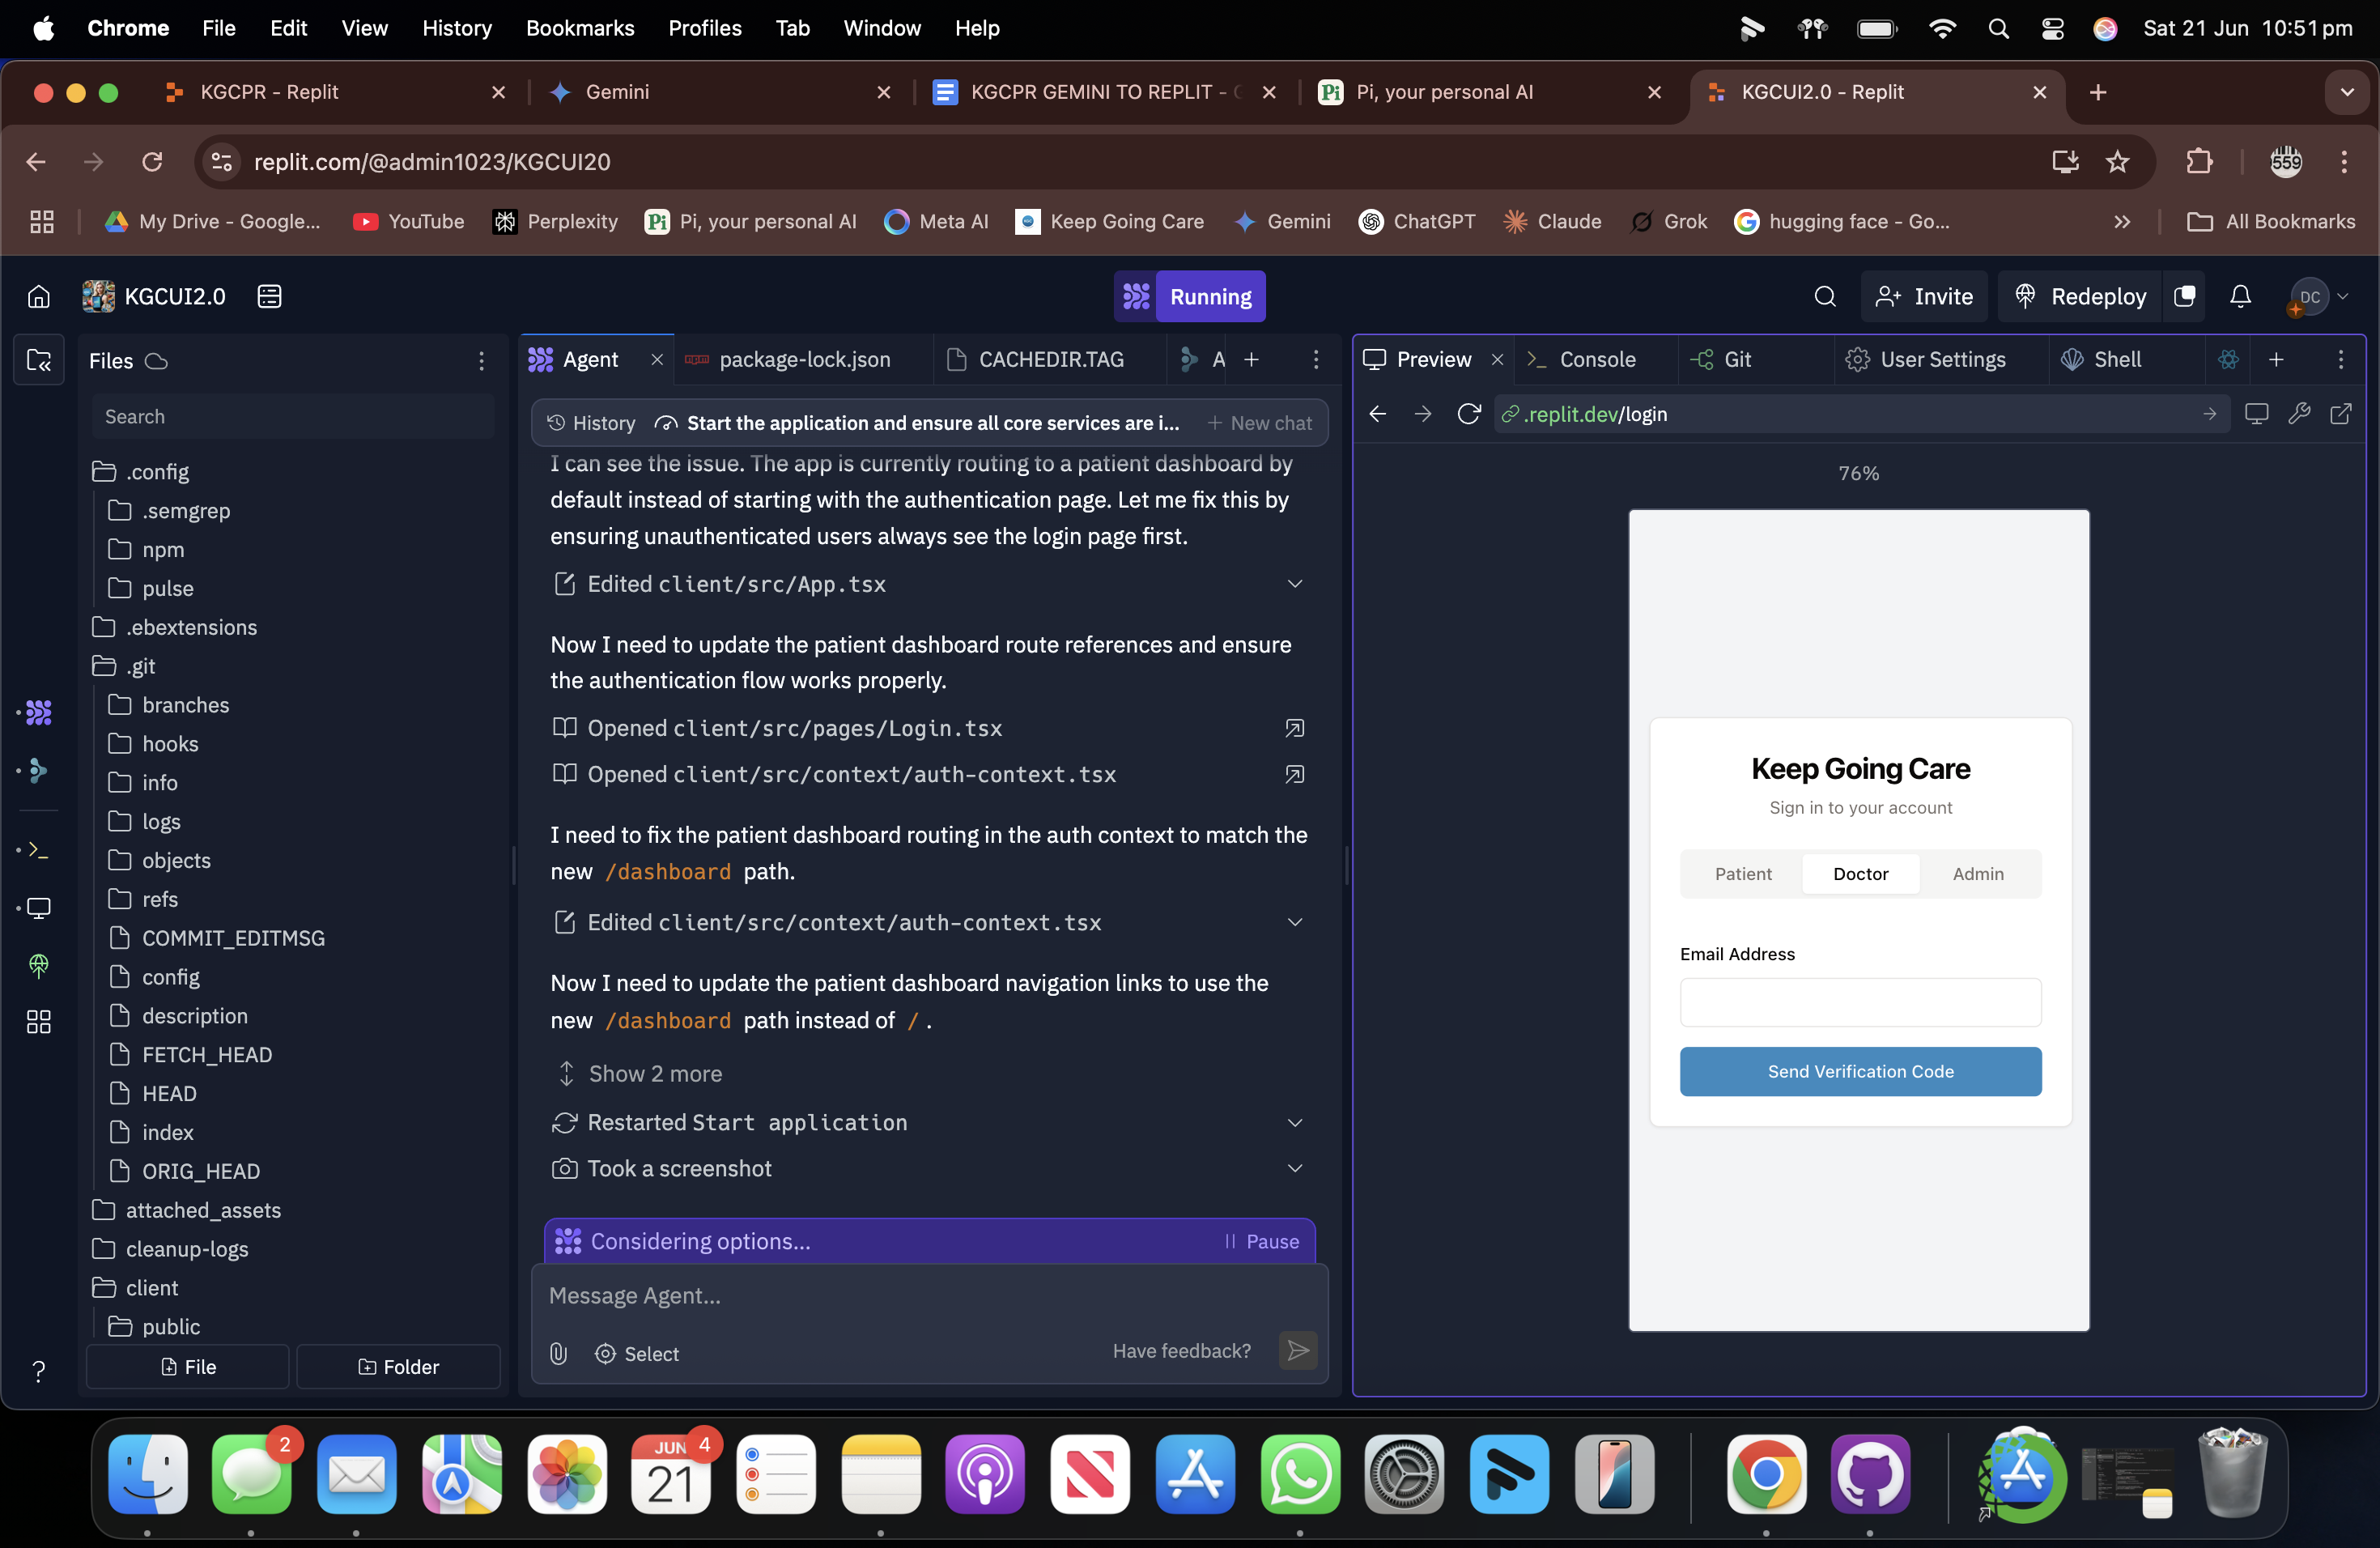 Chrome File Edit View History Bookmarks Profiles Tab Window Help Sat 21 Jun 10:51 pm
KGCPR - Replit
Gemini
KGCPR GEMINI TO REPLIT -
Pi, your personal AI
KGCUI2.0 - Replit
replit.com/@admin1023/KGCUI20
559
My Drive - Google...
YouTube
Perplexity
Pi, your personal AI
Meta AI
Keep Going Care
Gemini
ChatGPT
Claude
Grok
hugging face - Go...
All Bookmarks
KGCUI2.0
Running
Invite
Redeploy
DC
Files
Search
.config
.semgrep
npm
pulse
.ebextensions
.git
branches
hooks
info
logs
objects
refs
COMMIT_EDITMSG
config
description
FETCH_HEAD
HEAD
index
ORIG_HEAD
attached_assets
cleanup-logs
client
public
File
Folder
Agent
package-lock.json
CACHEDIR.TAG
A
History
Start the application and ensure all core services are i...
New chat
I can see the issue. The app is currently routing to a patient dashboard by
default instead of starting with the authentication page. Let me fix this by
ensuring unauthenticated users always see the login page first.
Edited client/src/App.tsx
Now I need to update the patient dashboard route references and ensure
the authentication flow works properly.
Opened client/src/pages/Login.tsx
Opened client/src/context/auth-context.tsx
I need to fix the patient dashboard routing in the auth context to match the
new /dashboard path.
Edited client/src/context/auth-context.tsx
Now I need to update the patient dashboard navigation links to use the
new /dashboard path instead of / .
Show 2 more
Restarted Start application
Took a screenshot
Considering options...
Pause
Message Agent...
Select
Have feedback?
Preview
Console
Git
User Settings
Shell
.replit.dev/login
76%
Keep Going Care
Sign in to your account
Patient
Doctor
Admin
Email Address
Send Verification Code
2
JUN
21
4